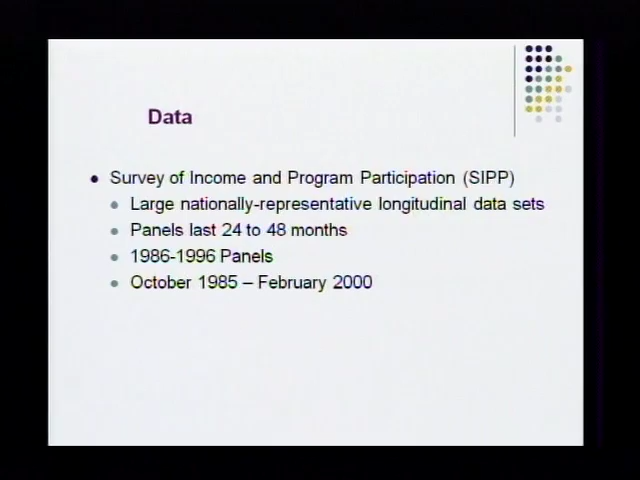 Data
Survey of Income and Program Participation (SIPP)
Large nationally-representative longitudinal data sets
Panels last 24 to 48 months
1986-1996 Panels
October 1985 – February 2000